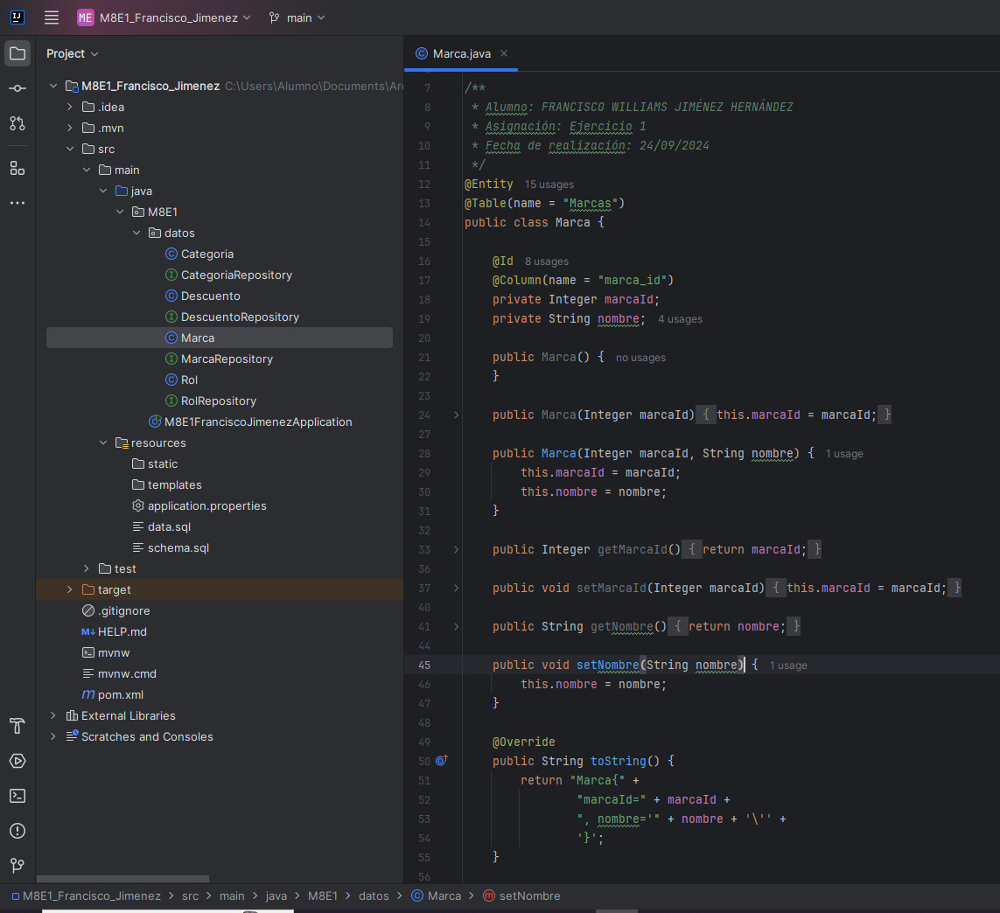 ME M8E1_Francisco_Jimenez main
Project
M8E1_Francisco_Jimenez C:\Users\Alumno\Documents\Ar
.idea
.mvn
src
main
java
M8E1
datos
Categoria
CategoriaRepository
Descuento
DescuentoRepository
Marca
MarcaRepository
Rol
RolRepository
M8E1FranciscoJimenezApplication
resources
static
templates
application.properties
data.sql
schema.sql
test
target
.gitignore
HELP.md
mvnw
mvnw.cmd
pom.xml
External Libraries
Scratches and Consoles
Marca.java
7 /**
8 * Alumno: FRANCISCO WILLIAMS JIMÉNEZ HERNÁNDEZ
9 * Asignación: Ejercicio 1
10 * Fecha de realización: 24/09/2024
11 */
12 @Entity 15 usages
13 @Table(name = "Marcas")
14 public class Marca {
15
16 @Id 8 usages
17 @Column(name = "marca_id")
18 private Integer marcaId;
19 private String nombre; 4 usages
20
21 public Marca() { no usages
22 }
23
24 public Marca(Integer marcaId) { this.marcaId = marcaId; }
27
28 public Marca(Integer marcaId, String nombre) { 1 usage
29 this.marcaId = marcaId;
30 this.nombre = nombre;
31 }
32
33 public Integer getMarcaId() { return marcaId; }
36
37 public void setMarcaId(Integer marcaId) { this.marcaId = marcaId; }
40
41 public String getNombre() { return nombre; }
44
45 public void setNombre(String nombre) { 1 usage
46 this.nombre = nombre;
47 }
48
49 @Override
50 public String toString() {
51 return "Marca{" +
52 "marcaId=" + marcaId +
53 ", nombre='" + nombre + '\'' +
54 '}';
55 }
56
M8E1_Francisco_Jimenez > src > main > java > M8E1 > datos > Marca > setNombre